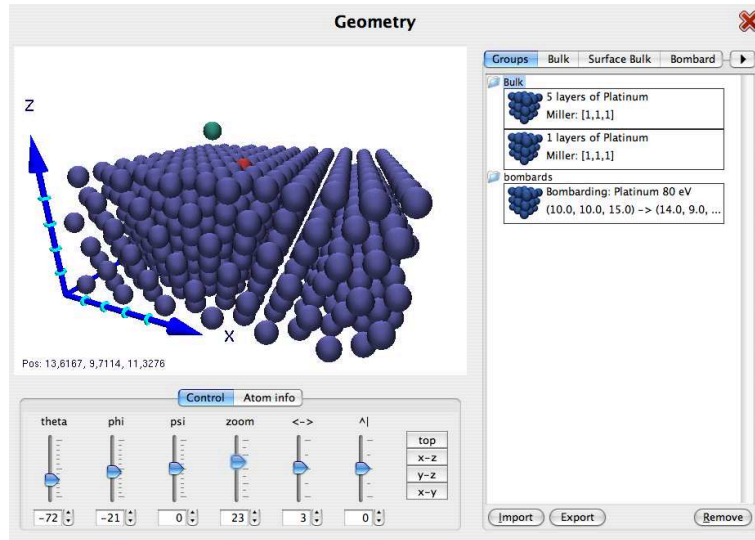 Geometry
Z
X
Pos: 13,6167, 9,7114, 11,3276
Control
Atom info
theta phi psi zoom <-> ^|
top
x-z
y-z
x-y
-72 -21 0 23 3 0
Groups Bulk Surface Bulk Bombard
Bulk
5 layers of Platinum
Miller: [1,1,1]
1 layers of Platinum
Miller: [1,1,1]
bombards
Bombarding: Platinum 80 eV
(10.0, 10.0, 15.0) -> (14.0, 9.0, ...
Import Export Remove